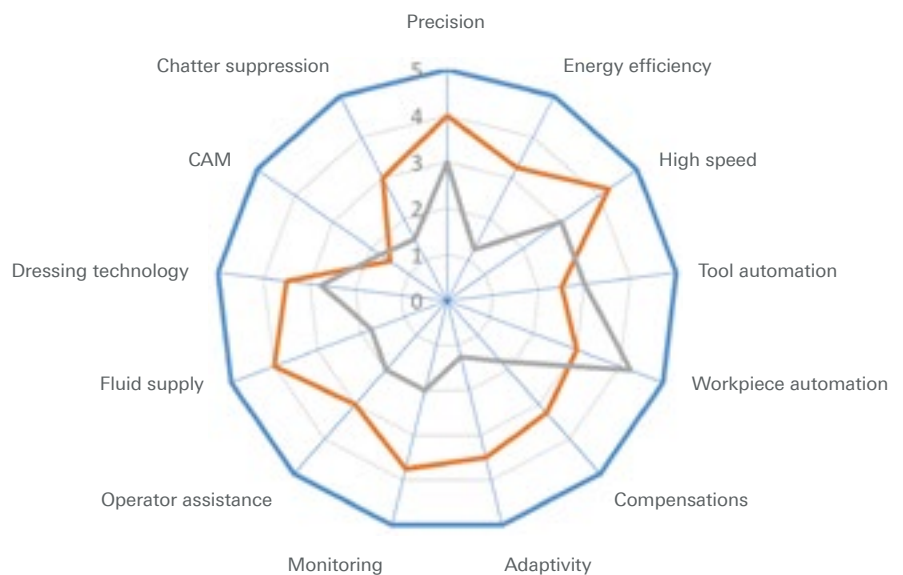 Precision
Chatter suppression
Energy efficiency
5
4
CAM
High speed
3
2
1
Dressing technology
Tool automation
0
Fluid supply
Workpiece automation
Operator assistance
Compensations
Monitoring
Adaptivity